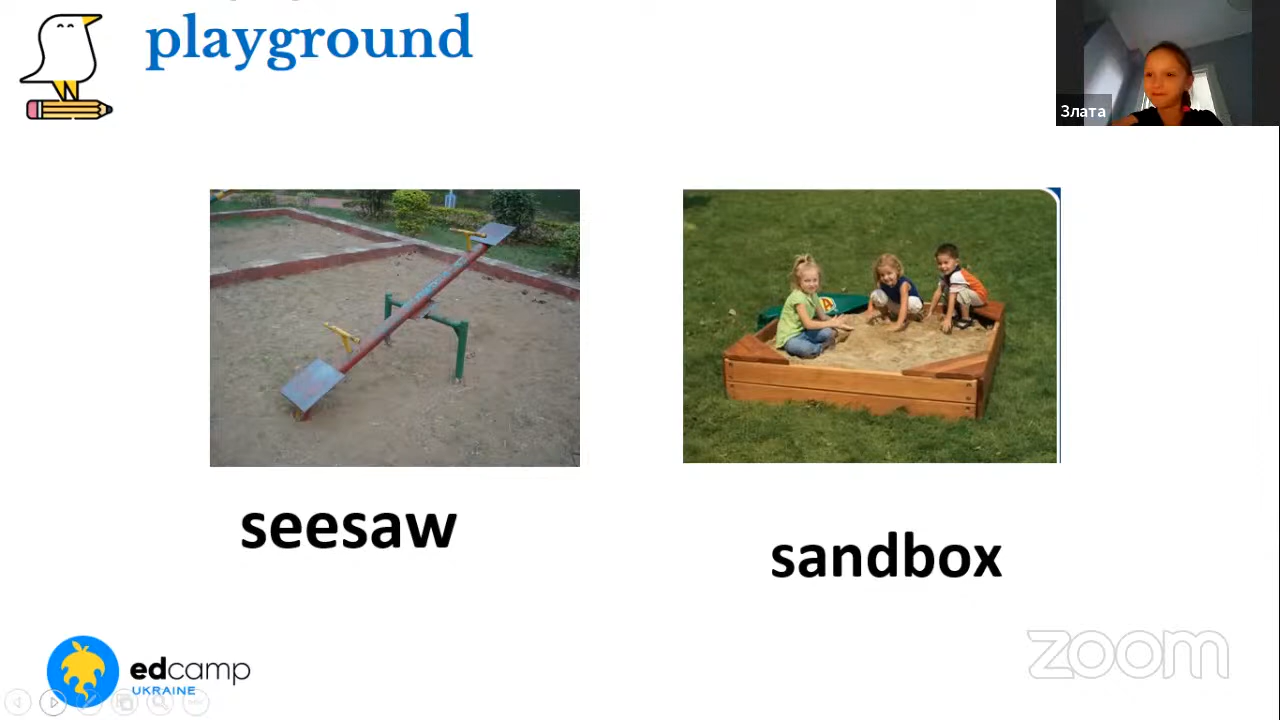 playground
Злата
seesaw
sandbox
edcamp
UKRAINE
zoom